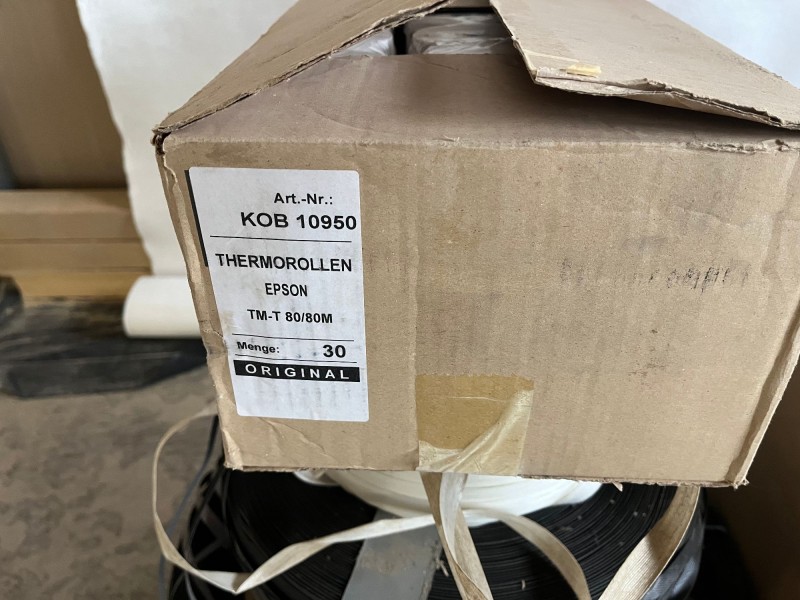 Art.-Nr.:
KOB 10950
THERMOROLLEN
EPSON
TM-T 80/80M
Menge: 30
ORIGINAL